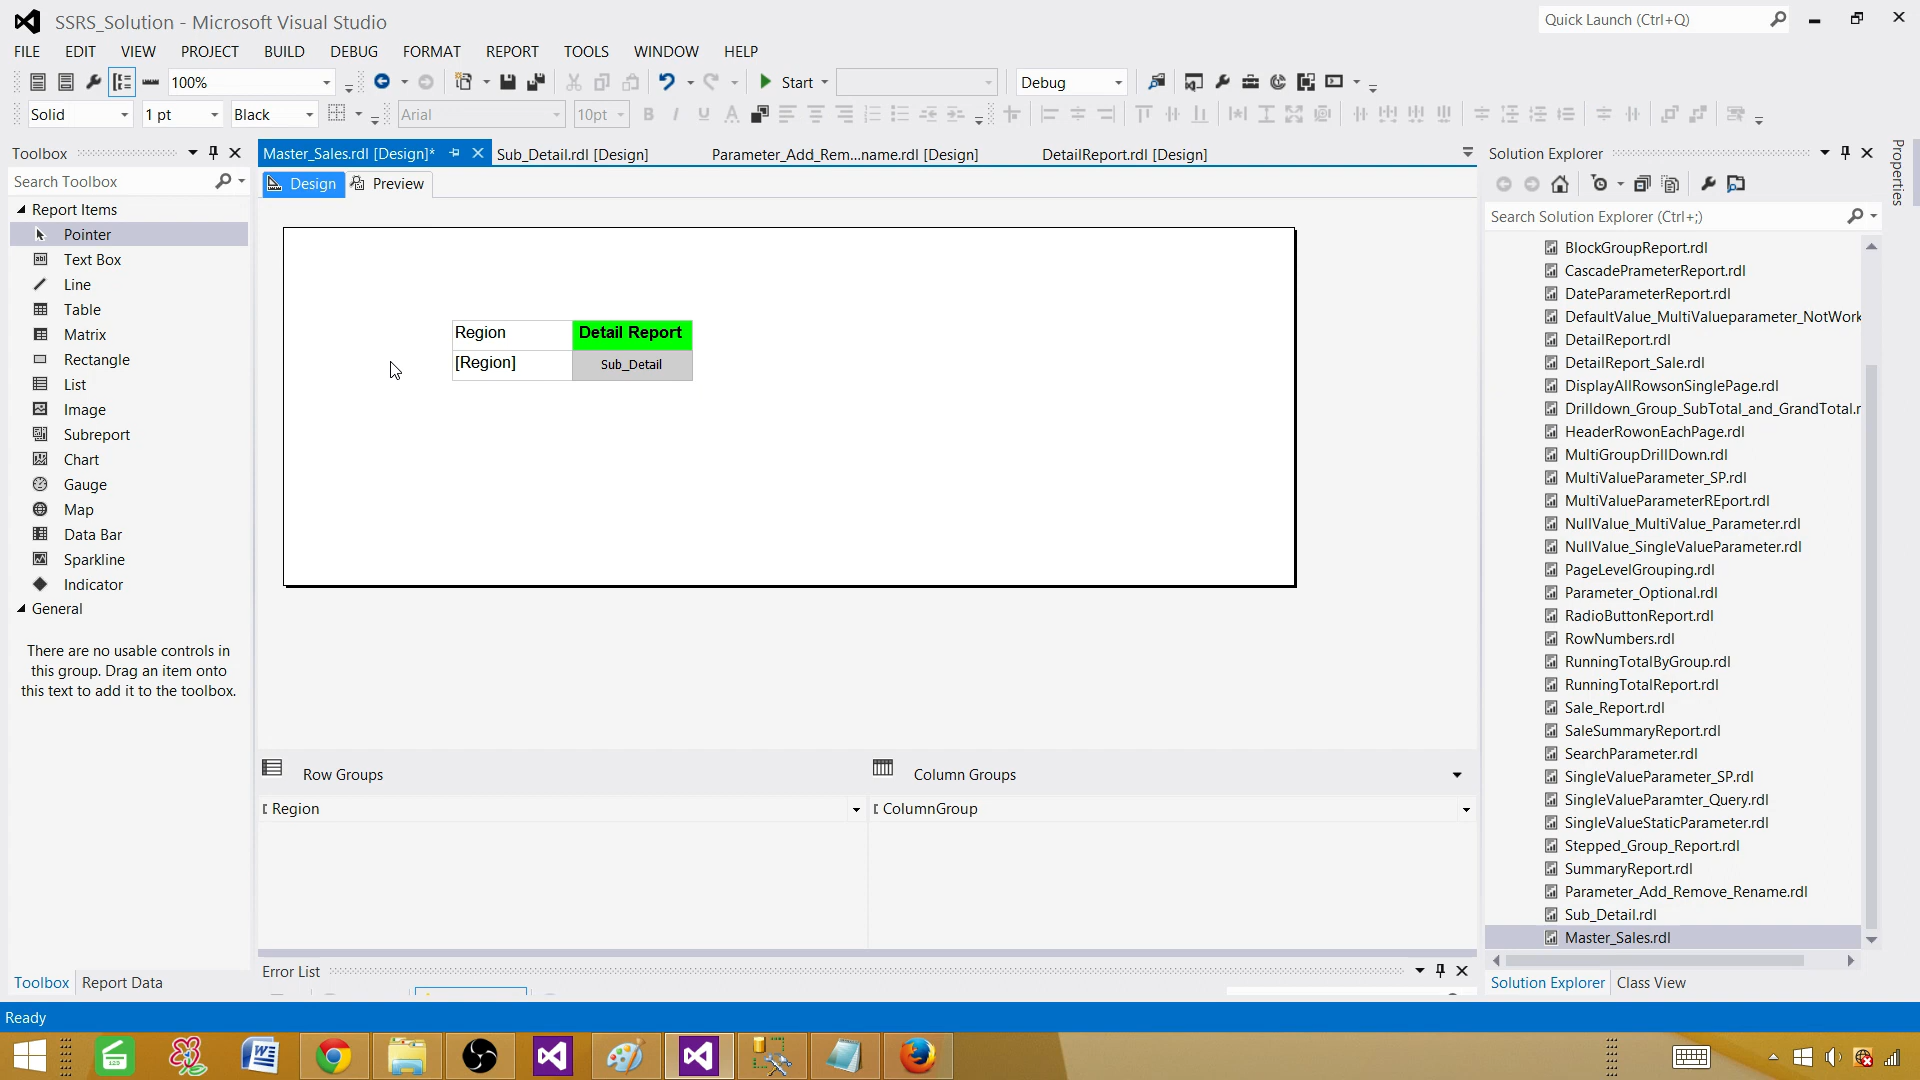 SSRS_Solution - Microsoft Visual Studio
Quick Launch (Ctrl+Q)
FILE EDIT VIEW PROJECT BUILD DEBUG FORMAT REPORT TOOLS WINDOW HELP
100% Start Debug
Solid 1 pt Black Arial 10pt B I U A
Toolbox
Search Toolbox
Report Items
Pointer
Text Box
Line
Table
Matrix
Rectangle
List
Image
Subreport
Chart
Gauge
Map
Data Bar
Sparkline
Indicator
General
There are no usable controls in
this group. Drag an item onto
this text to add it to the toolbox.
Toolbox Report Data
Master_Sales.rdl [Design]* Sub_Detail.rdl [Design] Parameter_Add_Rem...name.rdl [Design] DetailReport.rdl [Design]
Design Preview
Region Detail Report
[Region] Sub_Detail
Row Groups Column Groups
Region ColumnGroup
Error List
Solution Explorer
Search Solution Explorer (Ctrl+;)
BlockGroupReport.rdl
CascadePrameterReport.rdl
DateParameterReport.rdl
DefaultValue_MultiValueparameter_NotWork
DetailReport.rdl
DetailReport_Sale.rdl
DisplayAllRowsonSinglePage.rdl
Drilldown_Group_SubTotal_and_GrandTotal.r
HeaderRowonEachPage.rdl
MultiGroupDrillDown.rdl
MultiValueParameter_SP.rdl
MultiValueParameterREport.rdl
NullValue_MultiValue_Parameter.rdl
NullValue_SingleValueParameter.rdl
PageLevelGrouping.rdl
Parameter_Optional.rdl
RadioButtonReport.rdl
RowNumbers.rdl
RunningTotalByGroup.rdl
RunningTotalReport.rdl
Sale_Report.rdl
SaleSummaryReport.rdl
SearchParameter.rdl
SingleValueParameter_SP.rdl
SingleValueParamter_Query.rdl
SingleValueStaticParameter.rdl
Stepped_Group_Report.rdl
SummaryReport.rdl
Parameter_Add_Remove_Rename.rdl
Sub_Detail.rdl
Master_Sales.rdl
Solution Explorer Class View
Properties
Ready